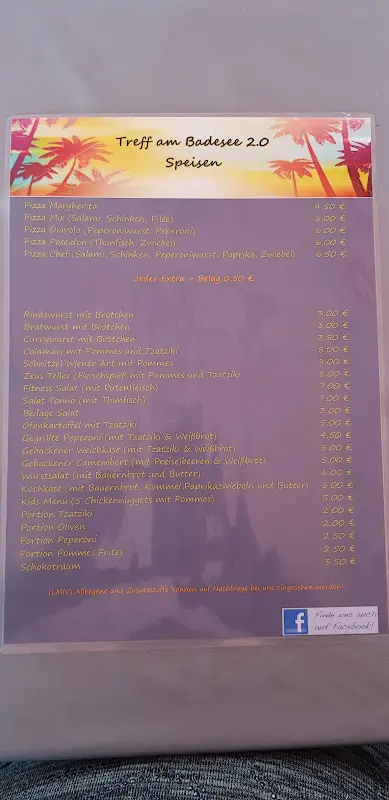 Treff am Badesee 2.0
Speisen
Pizza Margherita 4.50 €
Pizza Mix (Salami, Schinken, Pilze) 6.00 €
Pizza Diavolo (Peperoniwurst, Peperoni) 6.00 €
Pizza Poseidon (Thunfisch, Zwiebel) 6.00 €
Pizza Chef (Salami, Schinken, Peperoniwurst, Paprika, Zwiebel) 6.50 €
Jeder Extra - Belag 0.50 €
Rindswurst mit Brötchen 3.00 €
Bratwurst mit Brötchen 3.00 €
Currywurst mit Brötchen 3.50 €
Calamari mit Pommes und Tzatziki 8.00 €
Schnitzel Wiener Art mit Pommes 8.00 €
Zeus Teller (Fleischspieß mit Pommes und Tzatziki 8.00 €
Fitness Salat (mit Putenfleisch) 7.00 €
Salat Tonno (mit Thunfisch) 7.00 €
Beilage Salat 3.00 €
Ofenkartoffel mit Tzatziki 5.00 €
Gegrillte Peperoni (mit Tzatziki & Weißbrot) 4.50 €
Gebackener Weichkäse (mit Tzatziki & Weißbrot) 5.00 €
Gebackener Camembert (mit Preiselbeeren & Weißbrot) 5.00 €
Wurstsalat (mit Bauernbrot und Butter) 6.00 €
Kochkäse (mit Bauernbrot, Kümmel,Paprikazwiebeln und Butter) 6.00 €
Kids Menü (5 Chickennuggets mit Pommes) 5.00 €
Portion Tzatziki 2.00 €
Portion Oliven 2.00 €
Portion Peperoni 2.50 €
Portion Pommes Frites 2.50 €
Schokotraum 3.50 €
(LMIV) Allergene und Zusatzstoffe können auf Nachfrage bei uns eingesehen werden
f Finde uns auch
auf Facebook!